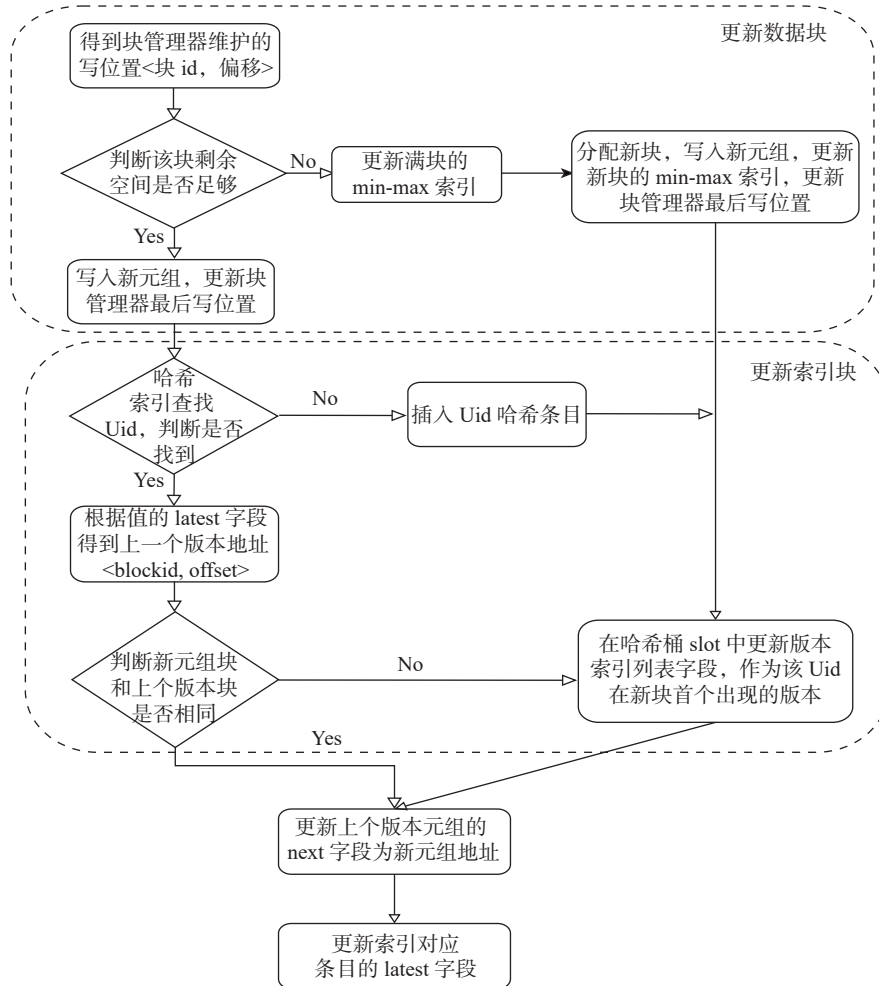 更新数据块
得到块管理器维护的
写位置<块 id，偏移>
判断该块剩余
空间是否足够
No
更新满块的
min-max 索引
分配新块，写入新元组，更新
新块的 min-max 索引，更新
块管理器最后写位置
Yes
写入新元组，更新块
管理器最后写位置
更新索引块
哈希
索引查找
Uid，判断是否
找到
No
插入 Uid 哈希条目
Yes
根据值的 latest 字段
得到上一个版本地址
<blockid, offset>
判断新元组块
和上个版本块
是否相同
No
在哈希桶 slot 中更新版本
索引列表字段，作为该 Uid
在新块首个出现的版本
Yes
更新上个版本元组的
next 字段为新元组地址
更新索引对应
条目的 latest 字段